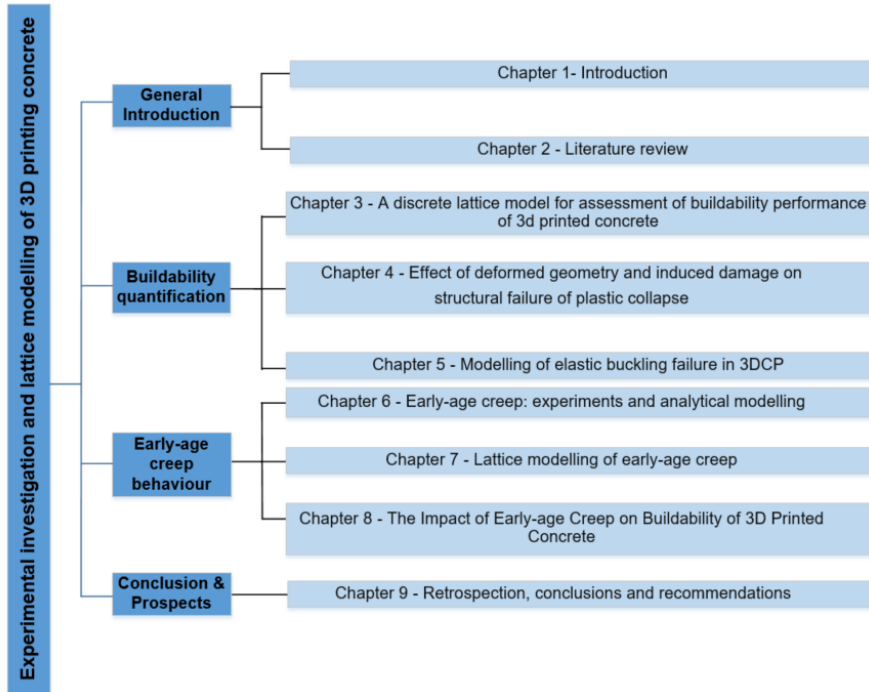 Experimental investigation and lattice modelling of 3D printing concrete
General
Introduction
Chapter 1- Introduction
Chapter 2 - Literature review
Buildability
quantification
Chapter 3 - A discrete lattice model for assessment of buildability performance
of 3d printed concrete
Chapter 4 - Effect of deformed geometry and induced damage on
structural failure of plastic collapse
Chapter 5 - Modelling of elastic buckling failure in 3DCP
Early-age
creep
behaviour
Chapter 6 - Early-age creep: experiments and analytical modelling
Chapter 7 - Lattice modelling of early-age creep
Chapter 8 - The Impact of Early-age Creep on Buildability of 3D Printed
Concrete
Conclusion &
Prospects
Chapter 9 - Retrospection, conclusions and recommendations